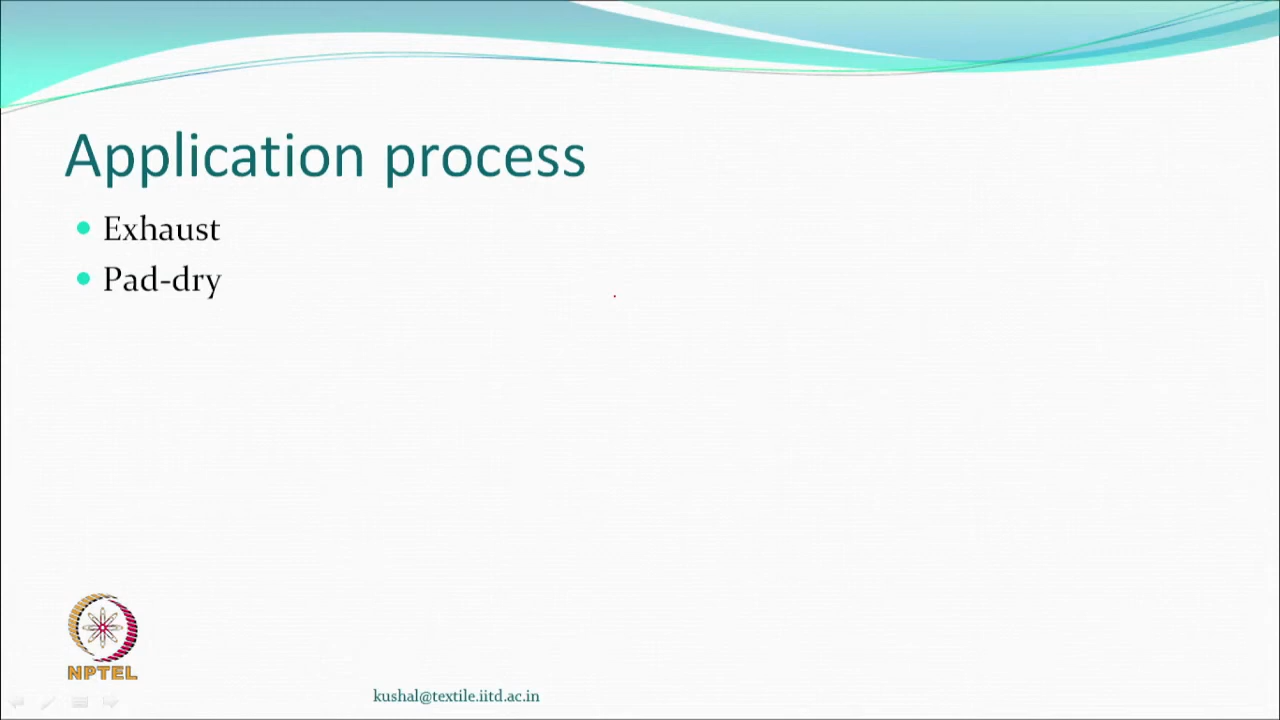 Application process
Exhaust
Pad-dry
NPTEL
kushal@textile.iitd.ac.in